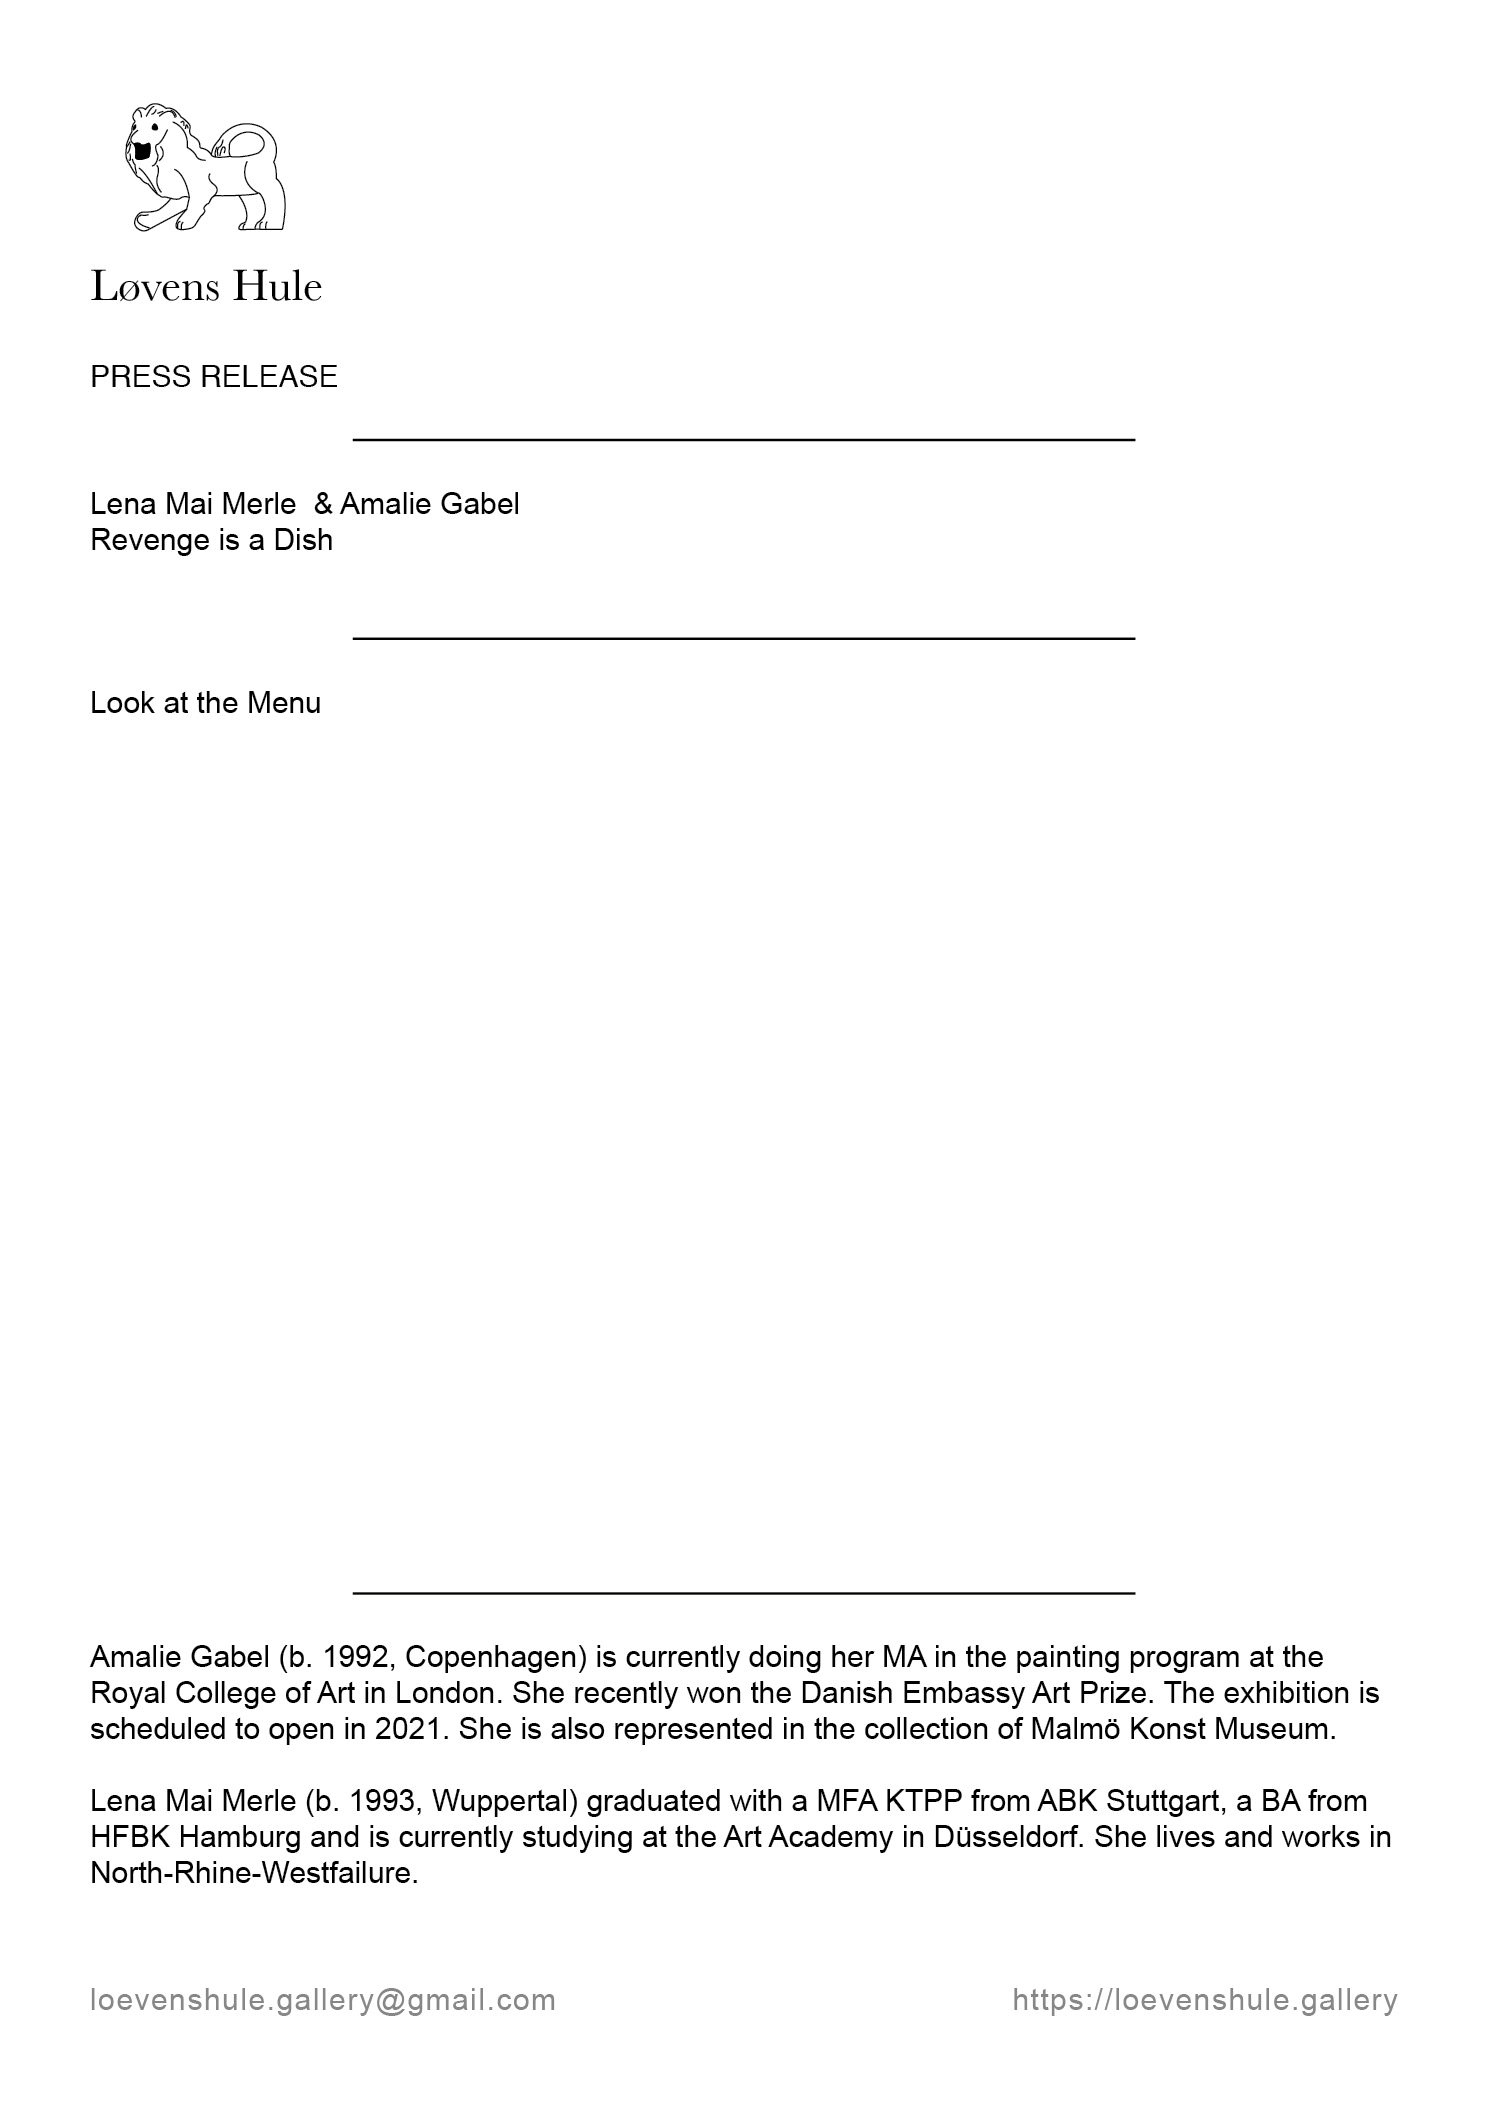 Løvens Hule
PRESS RELEASE
Lena Mai Merle  & Amalie Gabel
Revenge is a Dish
Look at the Menu
Amalie Gabel (b. 1992, Copenhagen) is currently doing her MA in the painting program at the
Royal College of Art in London. She recently won the Danish Embassy Art Prize. The exhibition is
scheduled to open in 2021. She is also represented in the collection of Malmö Konst Museum.
Lena Mai Merle (b. 1993, Wuppertal) graduated with a MFA KTPP from ABK Stuttgart, a BA from
HFBK Hamburg and is currently studying at the Art Academy in Düsseldorf. She lives and works in
North-Rhine-Westfailure.
loevenshule.gallery@gmail.com
https://loevenshule.gallery